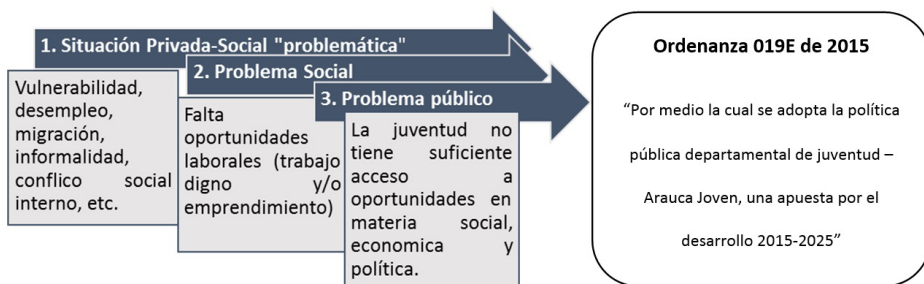 1. Situación Privada-Social "problemática"
Vulnerabilidad,
desempleo,
migración,
informalidad,
conflico social
interno, etc.
2. Problema Social
Falta
oportunidades
laborales (trabajo
digno y/o
emprendimiento)
3. Problema público
La juventud no
tiene suficiente
acceso a
oportunidades en
materia social,
economica y
política.
Ordenanza 019E de 2015
“Por medio la cual se adopta la política
pública departamental de juventud –
Arauca Joven, una apuesta por el
desarrollo 2015-2025”